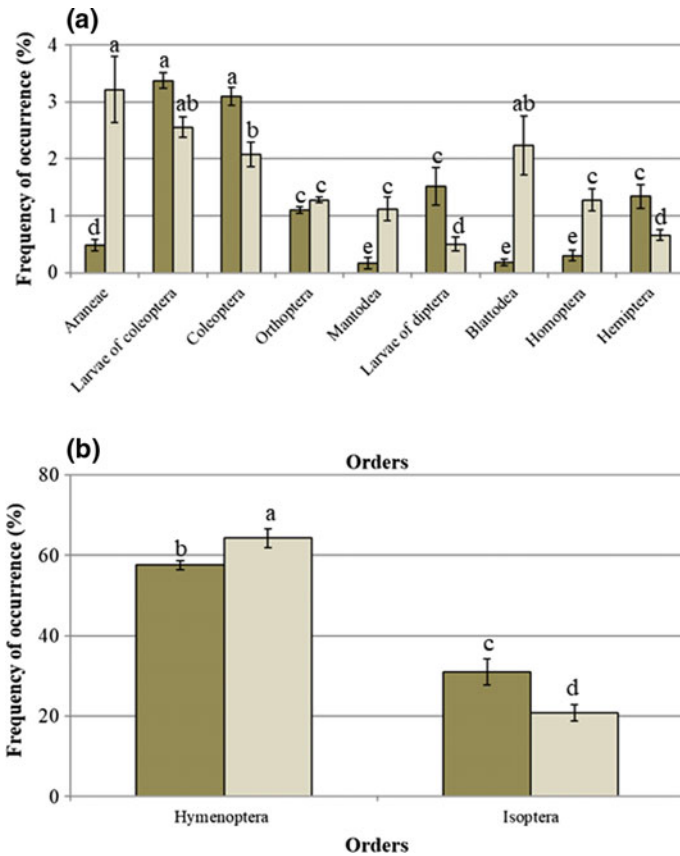 (a)
Frequency of occurrence (%)
4
3
2
1
0
d a
a ab
a b
c c
e c
c d
e ab
e c
c d
Araneae
Larvae of coleoptera
Coleoptera
Orthoptera
Mantodea
Larvae of diptera
Blattodea
Homoptera
Hemiptera
Orders
(b)
Frequency of occurrence (%)
80
60
40
20
0
b a
c d
Hymenoptera
Isoptera
Orders